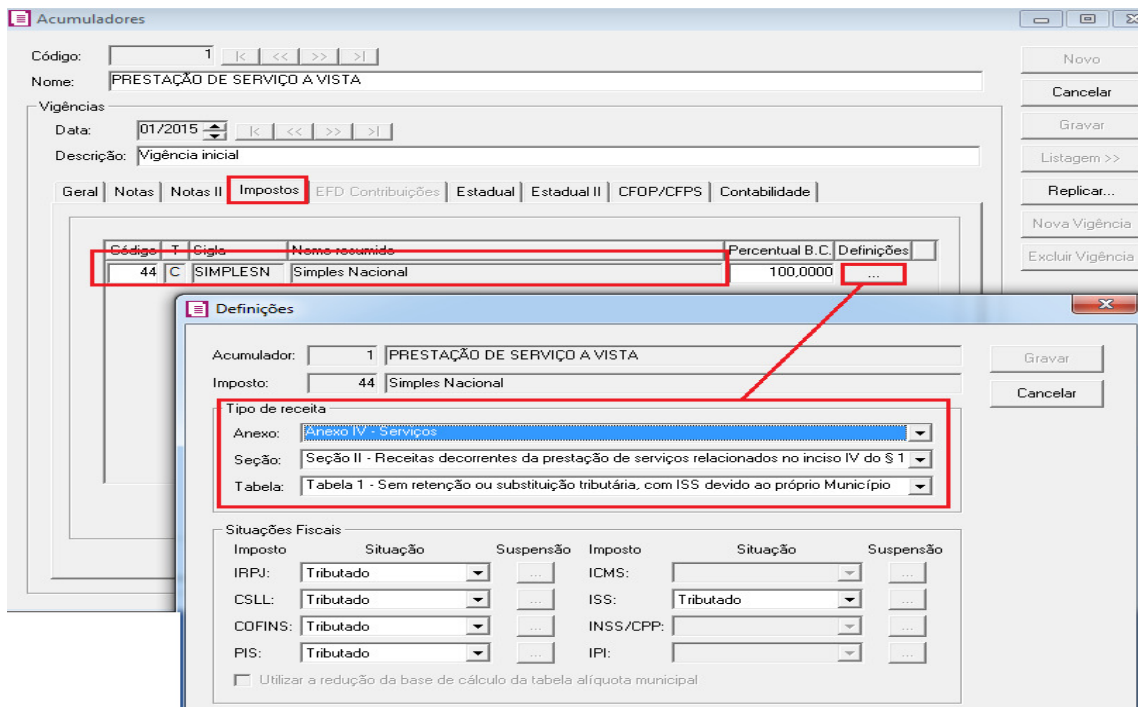 Acumuladores
Código: 1 |< << >> >|
Novo
Nome: PRESTAÇÃO DE SERVIÇO A VISTA
Cancelar
Vigências
Data: 01/2015 |< << >> >|
Gravar
Descrição: Vigência inicial
Listagem >>
Geral Notas Notas II Impostos EFD Contribuições Estadual Estadual II CFOP/CFPS Contabilidade
Replicar...
Nova Vigência
Código T Sigla Nome resumido Percentual B.C. Definições
Excluir Vigência
44 C SIMPLESN Simples Nacional 100,0000 ...
Definições
Acumulador: 1 PRESTAÇÃO DE SERVIÇO A VISTA
Gravar
Imposto: 44 Simples Nacional
Cancelar
Tipo de receita
Anexo: Anexo IV - Serviços
Seção: Seção II - Receitas decorrentes da prestação de serviços relacionados no inciso IV do § 1
Tabela: Tabela 1 - Sem retenção ou substituição tributária, com ISS devido ao próprio Município
Situações Fiscais
Imposto Situação Suspensão Imposto Situação Suspensão
IRPJ: Tributado ... ICMS: ...
CSLL: Tributado ... ISS: Tributado ...
COFINS: Tributado ... INSS/CPP: ...
PIS: Tributado ... IPI: ...
Utilizar a redução da base de cálculo da tabela alíquota municipal